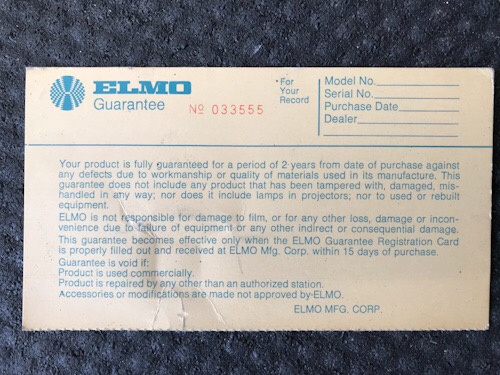 ELMO
Guarantee
Nº 033555
For
Your
Record
Model No.
Serial No.
Purchase Date
Dealer
Your product is fully guaranteed for a period of 2 years from date of purchase against
any defects due to workmanship or quality of materials used in its manufacture. This
guarantee does not include any product that has been tampered with, damaged, mis-
handled in any way; nor does it include lamps in projectors; nor to used or rebuilt
equipment.
ELMO is not responsible for damage to film, or for any other loss, damage or incon-
venience due to failure of equipment or any other indirect or consequential damage.
This guarantee becomes effective only when the ELMO Guarantee Registration Card
is properly filled out and received at ELMO Mfg. Corp. within 15 days of purchase.
Guarantee is void if:
Product is used commercially.
Product is repaired by any other than an authorized station.
Accessories or modifications are made not approved by ELMO.
ELMO MFG. CORP.